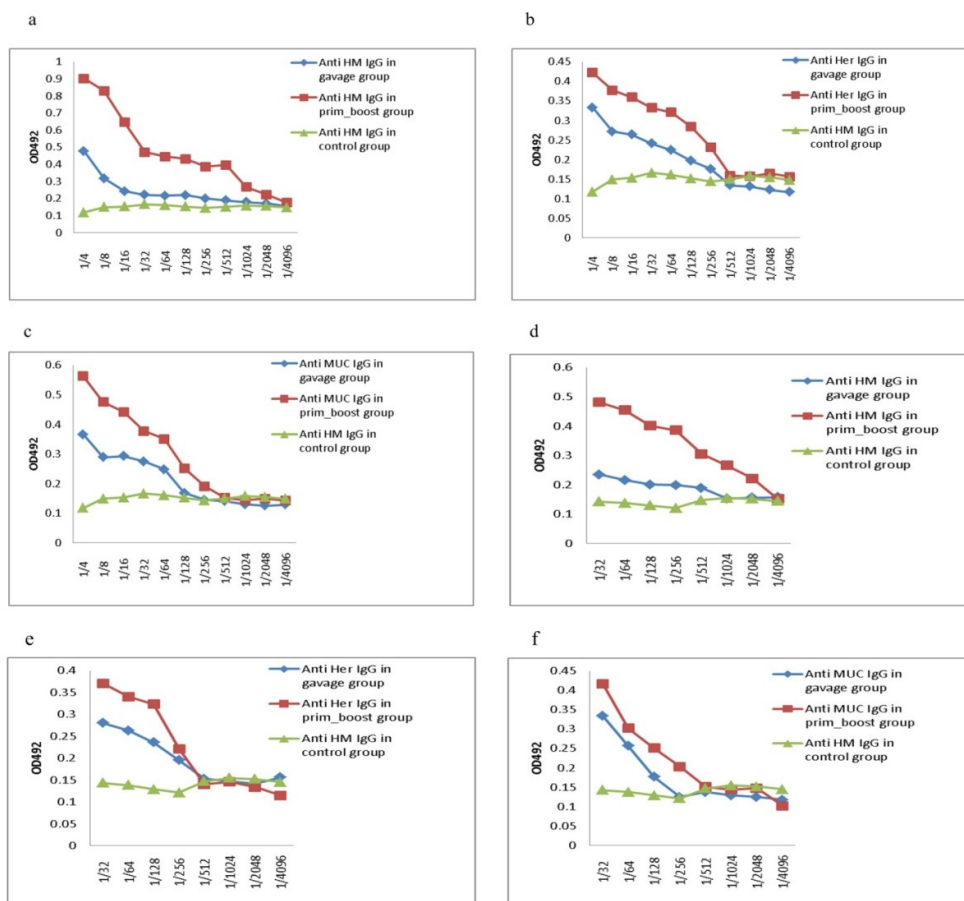 a
Anti HM IgG in
gavage group
Anti HM IgG in
prim_boost group
Anti HM IgG in
control group
OD492
1
0.9
0.8
0.7
0.6
0.5
0.4
0.3
0.2
0.1
0
1/4
1/8
1/16
1/32
1/64
1/128
1/256
1/512
1/1024
1/2048
1/4096
b
Anti Her IgG in
gavage group
Anti Her IgG in
prim_boost group
Anti HM IgG in
control group
OD492
0.45
0.4
0.35
0.3
0.25
0.2
0.15
0.1
0.05
0
1/4
1/8
1/16
1/32
1/64
1/128
1/256
1/512
1/1024
1/2048
1/4096
c
Anti MUC IgG in
gavage group
Anti MUC IgG in
prim_boost group
Anti HM IgG in
control group
OD492
0.6
0.5
0.4
0.3
0.2
0.1
0
1/4
1/8
1/16
1/32
1/64
1/128
1/256
1/512
1/1024
1/2048
1/4096
d
Anti HM IgG in
gavage group
Anti HM IgG in
prim_boost group
Anti HM IgG in
control group
OD492
0.6
0.5
0.4
0.3
0.2
0.1
0
1/32
1/64
1/128
1/256
1/512
1/1024
1/2048
1/4096
e
Anti Her IgG in
gavage group
Anti Her IgG in
prim_boost group
Anti HM IgG in
control group
OD492
0.4
0.35
0.3
0.25
0.2
0.15
0.1
0.05
0
1/32
1/64
1/128
1/256
1/512
1/1024
1/2048
1/4096
f
Anti MUC IgG in
gavage group
Anti MUC IgG in
prim_boost group
Anti HM IgG in
control group
OD492
0.45
0.4
0.35
0.3
0.25
0.2
0.15
0.1
0.05
0
1/32
1/64
1/128
1/256
1/512
1/1024
1/2048
1/4096